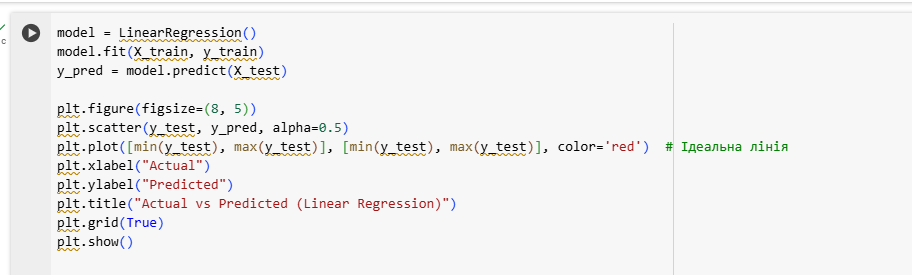 model = LinearRegression()
model.fit(X_train, y_train)
y_pred = model.predict(X_test)
plt.figure(figsize=(8, 5))
plt.scatter(y_test, y_pred, alpha=0.5)
plt.plot([min(y_test), max(y_test)], [min(y_test), max(y_test)], color='red')  # Ідеальна лінія
plt.xlabel("Actual")
plt.ylabel("Predicted")
plt.title("Actual vs Predicted (Linear Regression)")
plt.grid(True)
plt.show()